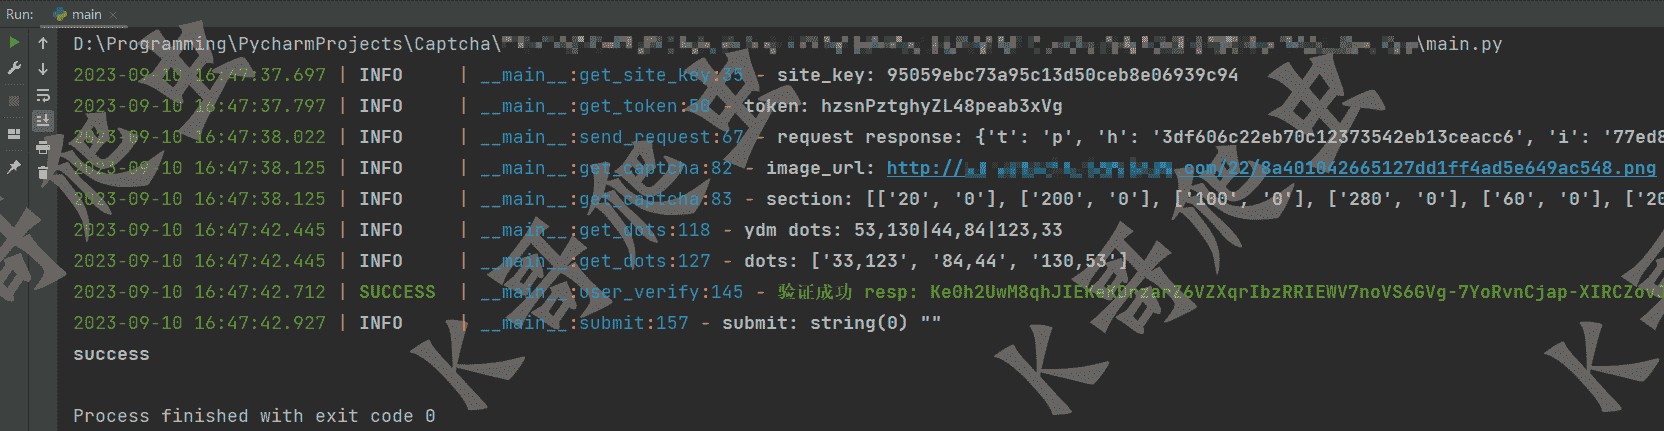 Run: main
D:\Programming\PycharmProjects\Captcha\ \main.py
2023-09-10 16:47:37.697 | INFO | __main__:get_site_key:35 - site_key: 95059ebc73a95c13d50ceb8e06939c94
2023-09-10 16:47:37.797 | INFO | __main__:get_token:50 - token: hzsnPztghyZL48peab3xVg
2023-09-10 16:47:38.022 | INFO | __main__:send_request:67 - request response: {'t': 'p', 'h': '3df606c22eb70c12373542eb13ceacc6', 'i': '77ed8
2023-09-10 16:47:38.125 | INFO | __main__:get_captcha:82 - image_url: http:// .com/22/8a401042665127dd1ff4ad5e649ac548.png
2023-09-10 16:47:38.125 | INFO | __main__:get_captcha:83 - section: [['20', '0'], ['200', '0'], ['100', '0'], ['280', '0'], ['60', '0'], ['20
2023-09-10 16:47:42.445 | INFO | __main__:get_dots:118 - ydm dots: 53,130|44,84|123,33
2023-09-10 16:47:42.445 | INFO | __main__:get_dots:127 - dots: ['33,123', '84,44', '130,53']
2023-09-10 16:47:42.712 | SUCCESS | __main__:user_verify:145 - 验证成功 resp:
2023-09-10 16:47:42.927 | INFO | __main__:submit:157 - submit: string(0) ""
success
Process finished with exit code 0
K哥爬虫
K哥爬虫